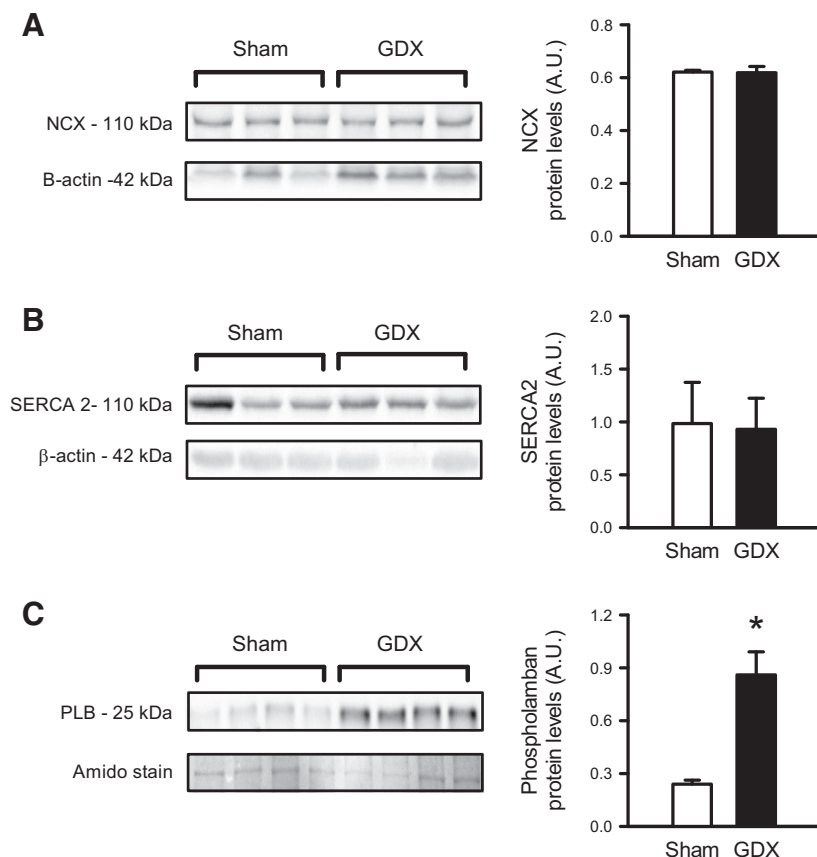 A
Sham GDX
NCX - 110 kDa
B-actin -42 kDa
NCX
protein levels (A.U.)
0.8
0.6
0.4
0.2
0.0
Sham GDX
B
Sham GDX
SERCA 2- 110 kDa
β-actin - 42 kDa
SERCA2
protein levels (A.U.)
2.0
1.5
1.0
0.5
0.0
Sham GDX
C
Sham GDX
PLB - 25 kDa
Amido stain
Phospholamban
protein levels (A.U.)
1.2
0.9
0.6
0.3
0.0
*
Sham GDX